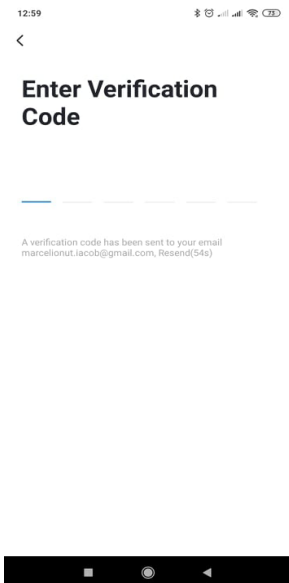 12:59
73
Enter Verification
Code
A verification code has been sent to your email
marcelionut.iacob@gmail.com, Resend(54s)